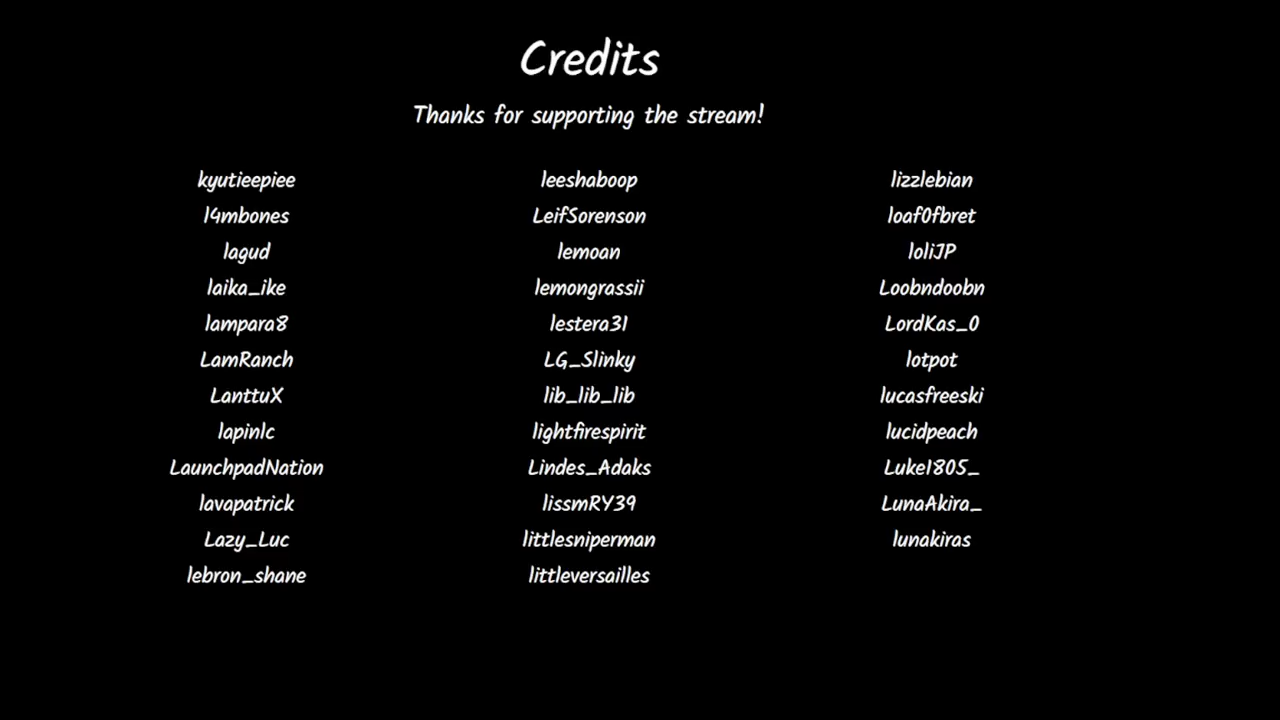 Credits
Thanks for supporting the stream!
kyutieepiee
l4mbones
lagud
laika_ike
lampara8
LamRanch
LanttuX
lapinlc
LaunchpadNation
lavapatrick
Lazy_Luc
lebron_shane
leeshaboop
LeifSorenson
lemoan
lemongrassii
lestera31
LG_Slinky
lib_lib_lib
lightfirespirit
Lindes_Adaks
lissmRY39
littlesniperman
littleversailles
lizzlebian
loaf0fbret
loliJP
Loobndoobn
LordKas_0
lotpot
lucasfreeski
lucidpeach
Luke1805_
LunaAkira_
lunakiras